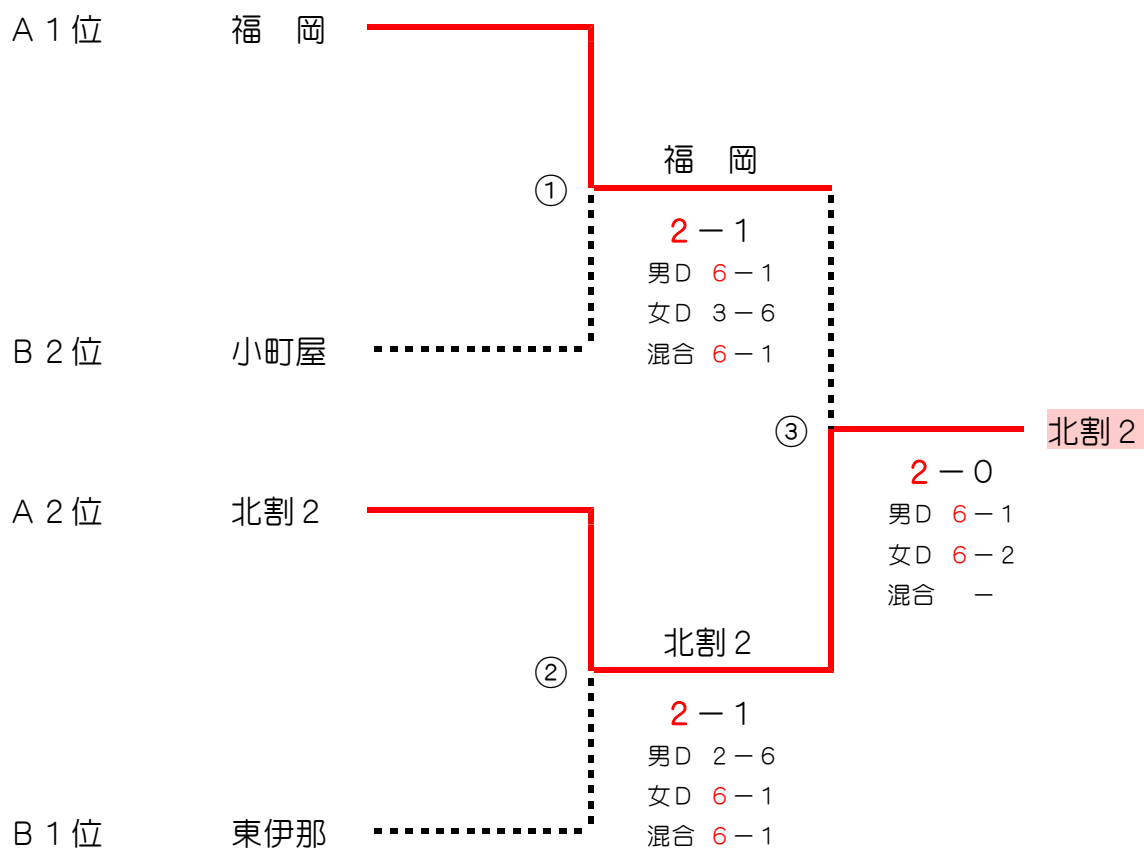 A１位 福　岡
福　岡
①
２－１
男D ６－１
女D ３－６
混合 ６－１
B２位 小町屋
③
北割２
２－０
男D ６－１
女D ６－２
混合 －
A２位 北割２
北割２
②
２－１
男D ２－６
女D ６－１
混合 ６－１
B１位 東伊那